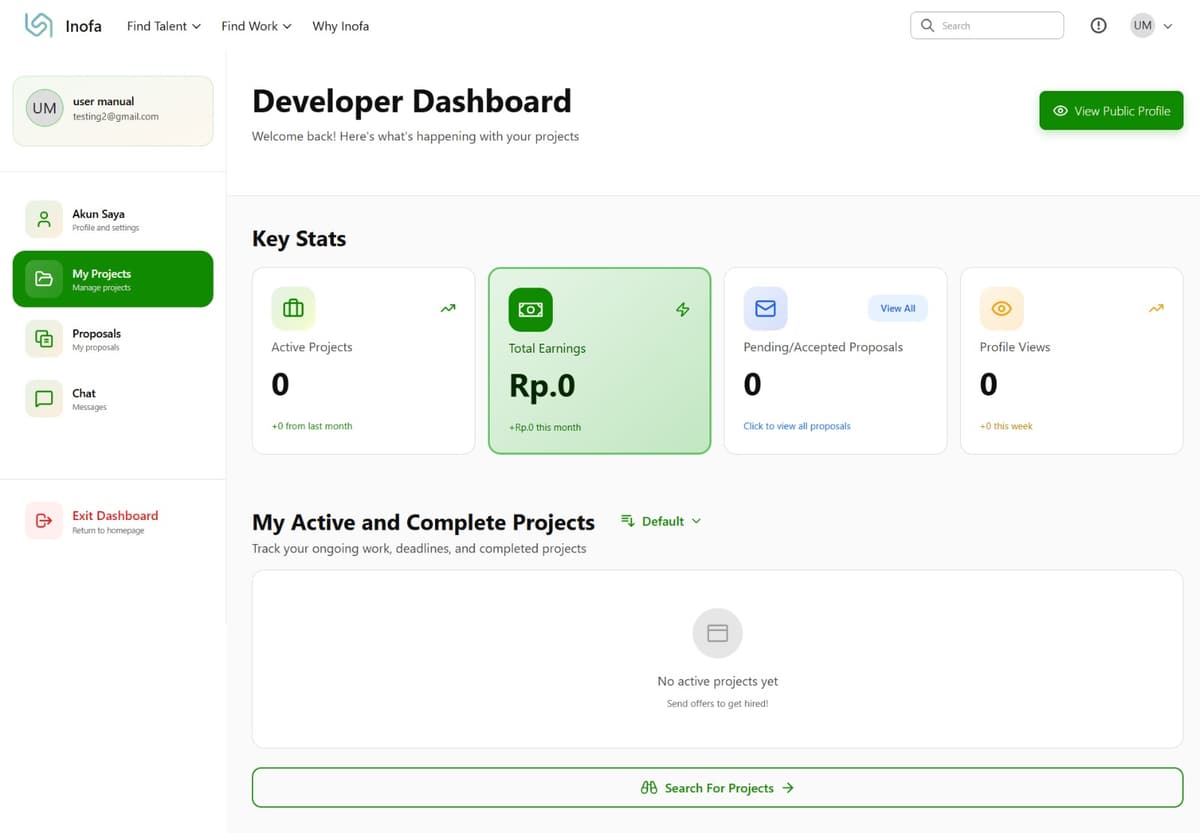 Inofa
Find Talent
Find Work
Why Inofa
Search
UM
UM
user manual
testing2@gmail.com
Akun Saya
Profile and settings
My Projects
Manage projects
Proposals
My proposals
Chat
Messages
Exit Dashboard
Return to homepage
Developer Dashboard
Welcome back! Here's what's happening with your projects
View Public Profile
Key Stats
Active Projects
0
+0 from last month
Total Earnings
Rp.0
+Rp.0 this month
View All
Pending/Accepted Proposals
0
Click to view all proposals
Profile Views
0
+0 this week
My Active and Complete Projects
Default
Track your ongoing work, deadlines, and completed projects
No active projects yet
Send offers to get hired!
Search For Projects